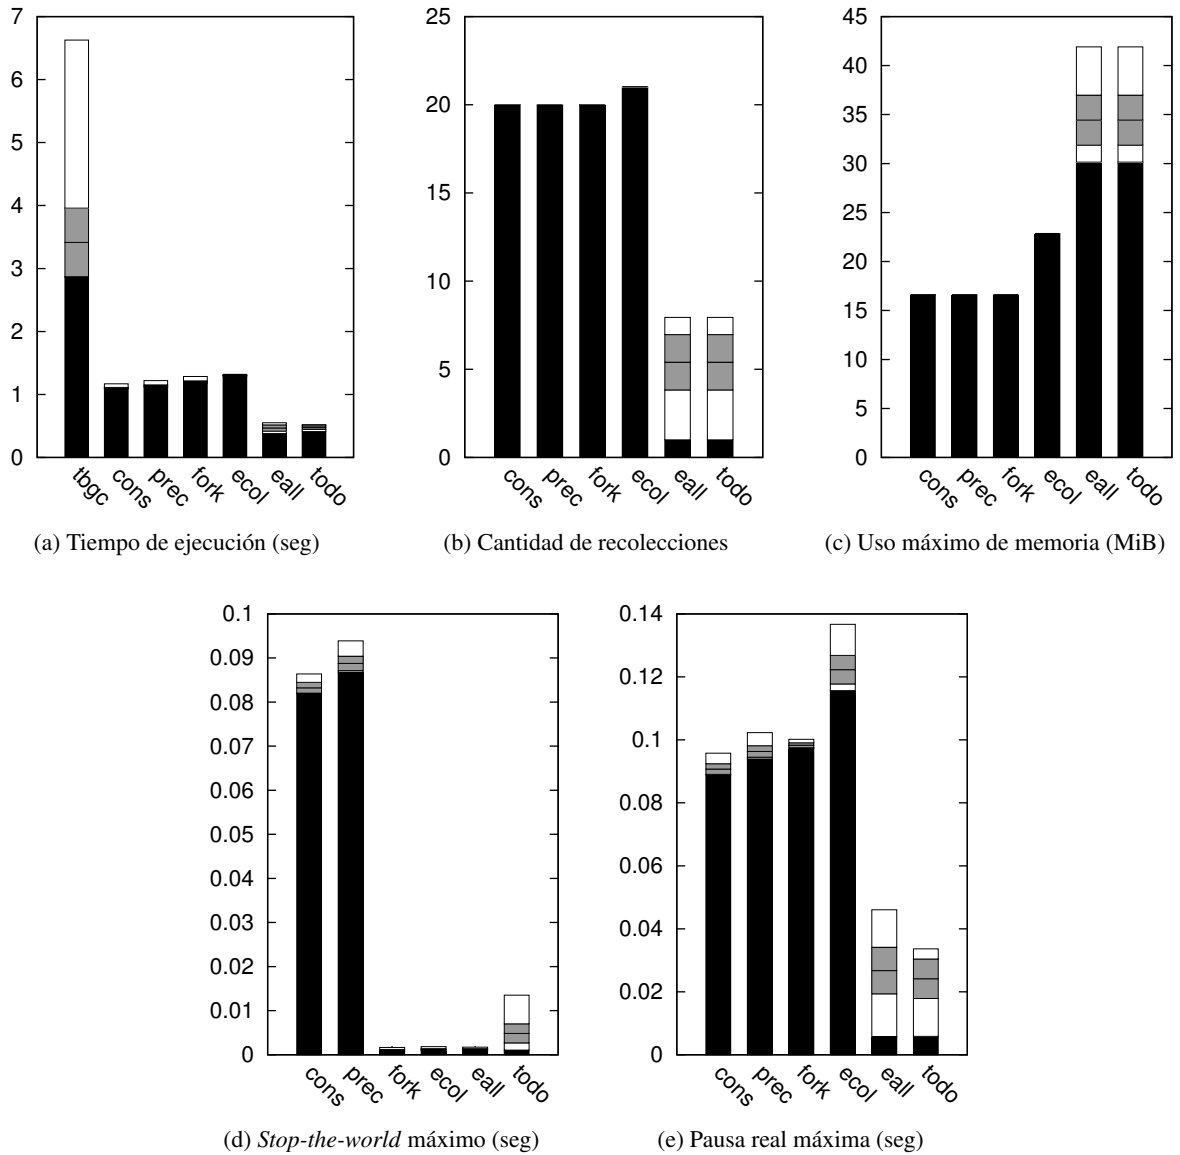 7
6
5
4
3
2
1
0
tbgc
cons
prec
fork
ecol
eall
todo
(a) Tiempo de ejecución (seg)
25
20
15
10
5
0
cons
prec
fork
ecol
eall
todo
(b) Cantidad de recolecciones
45
40
35
30
25
20
15
10
5
0
cons
prec
fork
ecol
eall
todo
(c) Uso máximo de memoria (MiB)
0.1
0.09
0.08
0.07
0.06
0.05
0.04
0.03
0.02
0.01
0
cons
prec
fork
ecol
eall
todo
(d) Stop-the-world máximo (seg)
0.14
0.12
0.1
0.08
0.06
0.04
0.02
0
cons
prec
fork
ecol
eall
todo
(e) Pausa real máxima (seg)